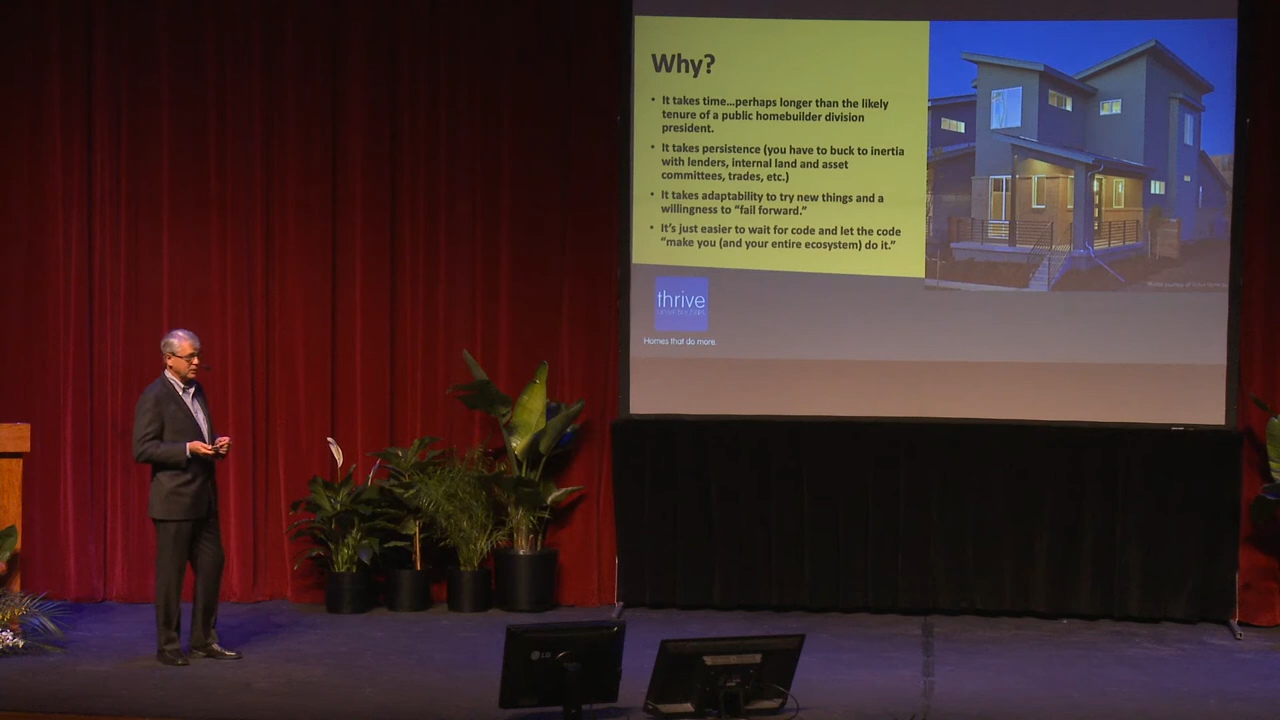 Why?
• It takes time...perhaps longer than the likely
tenure of a public homebuilder division
president.
• It takes persistence (you have to buck to inertia
with lenders, internal land and asset
committees, trades, etc.)
• It takes adaptability to try new things and a
willingness to “fail forward.”
• It’s just easier to wait for code and let the code
“make you (and your entire ecosystem) do it.”
thrive
Homes that do more.
LG